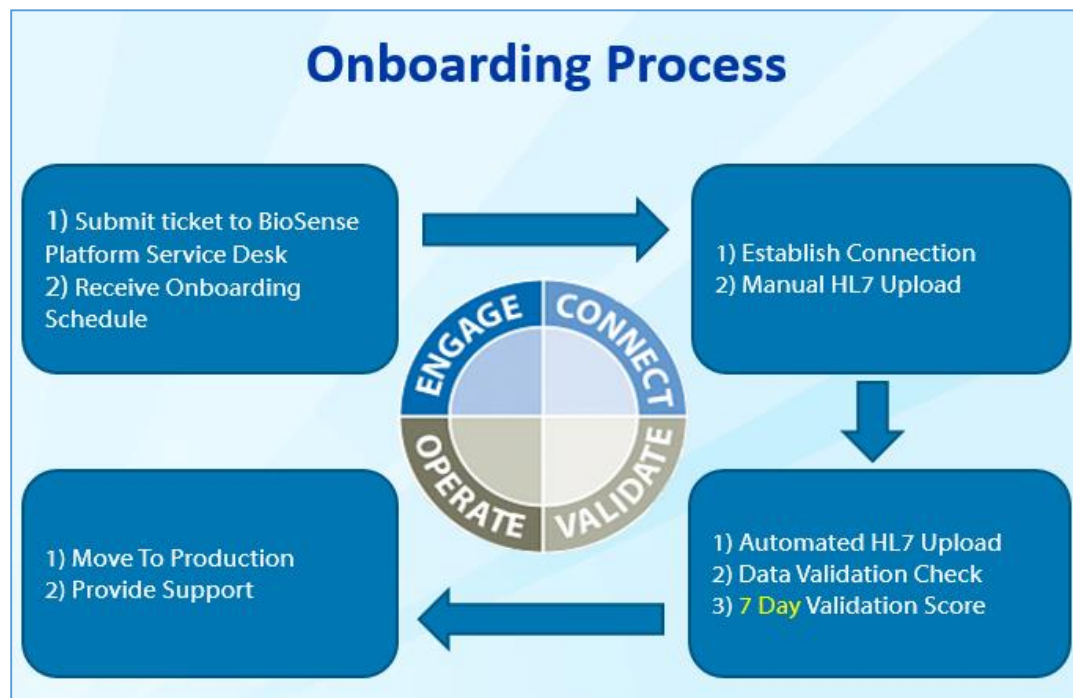 Onboarding Process
1) Submit ticket to BioSense
Platform Service Desk
2) Receive Onboarding
Schedule
1) Establish Connection
2) Manual HL7 Upload
ENGAGE
CONNECT
OPERATE
VALIDATE
1) Move To Production
2) Provide Support
1) Automated HL7 Upload
2) Data Validation Check
3) 7 Day Validation Score